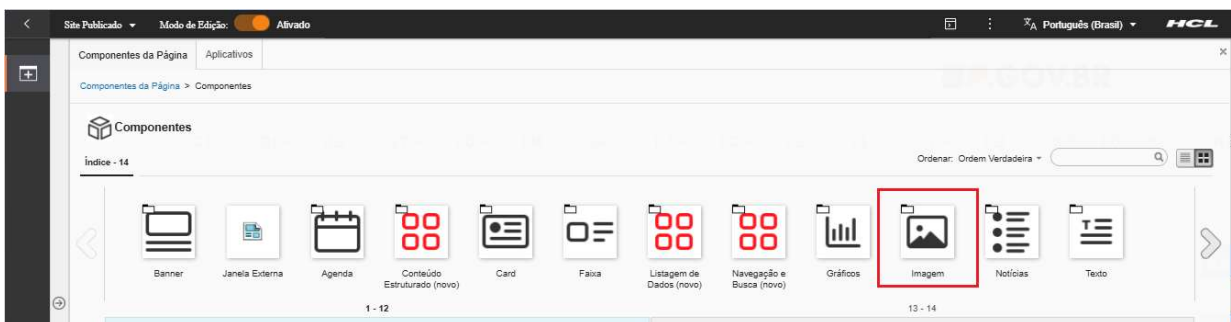 Site Publicado Modo de Edição: Ativado Português (Brasil) HCL
Componentes da Página Aplicativos
Componentes da Página > Componentes
Componentes
Índice - 14
Ordenar: Ordem Verdadeira
Banner
Janela Externa
Agenda
Conteúdo
Estruturado (novo)
Card
Faixa
Listagem de
Dados (novo)
Navegação e
Busca (novo)
Gráficos
Imagem
Notícias
Texto
1 - 12
13 - 14